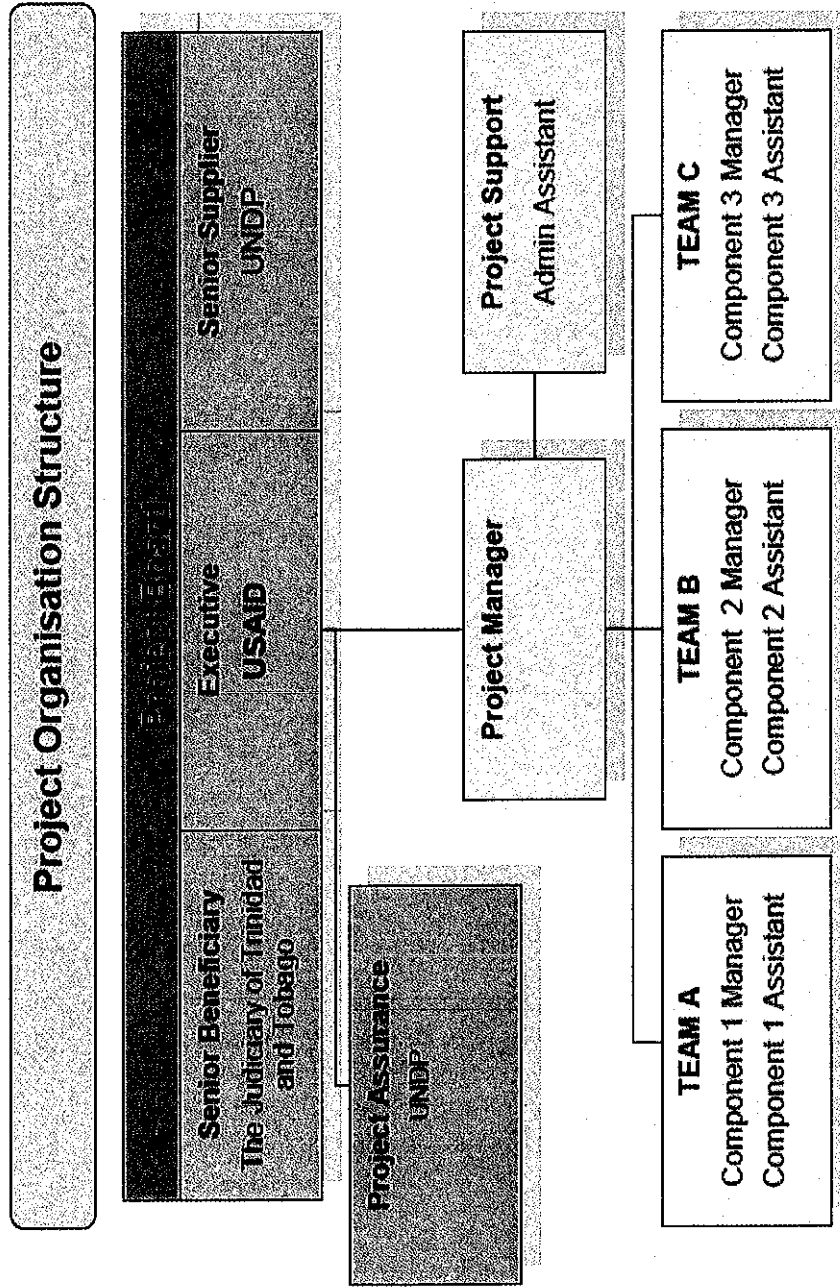 Project Organisation Structure
Project Board
Senior Beneficiary
The Judiciary of Trinidad
and Tobago
Executive
USAID
Senior Supplier
UNDP
Project Assurance
UNDP
Project Manager
Project Support
Admin Assistant
TEAM A
Component 1 Manager
Component 1 Assistant
TEAM B
Component 2 Manager
Component 2 Assistant
TEAM C
Component 3 Manager
Component 3 Assistant